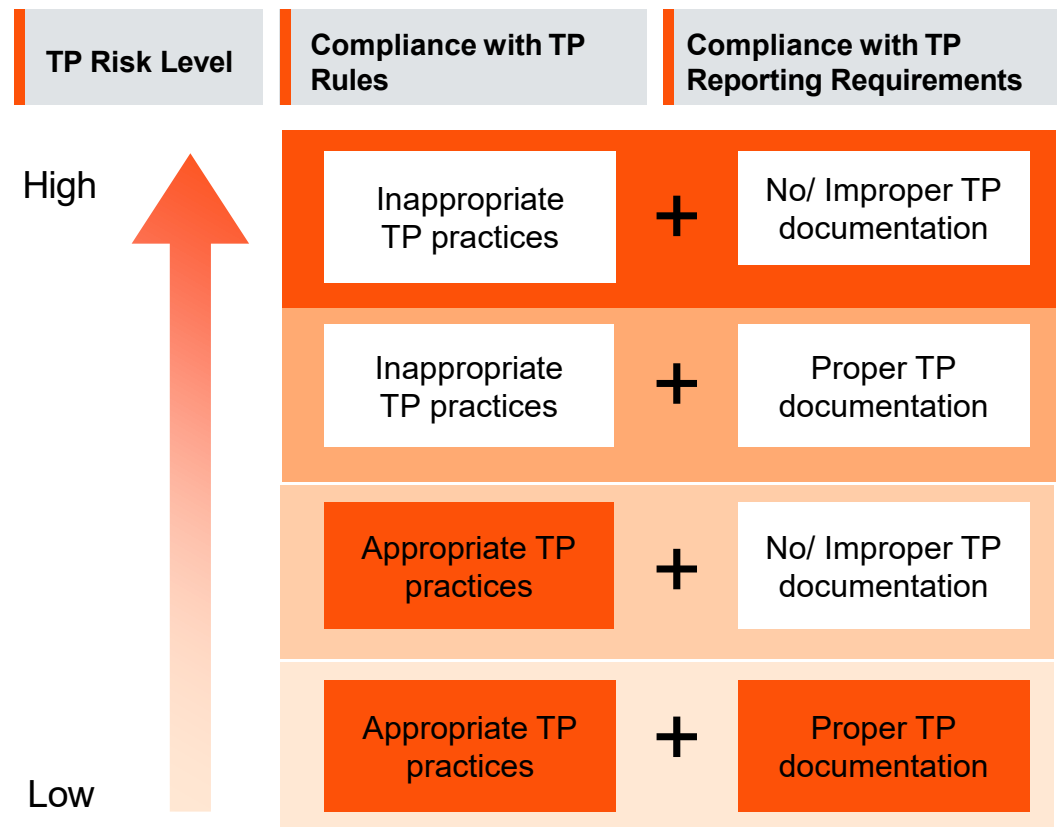 TP Risk Level
Compliance with TP
Rules
Compliance with TP
Reporting Requirements
High
Inappropriate
TP practices
+
No/ Improper TP
documentation
Inappropriate
TP practices
+
Proper TP
documentation
Appropriate TP
practices
+
No/ Improper TP
documentation
Appropriate TP
practices
+
Proper TP
documentation
Low